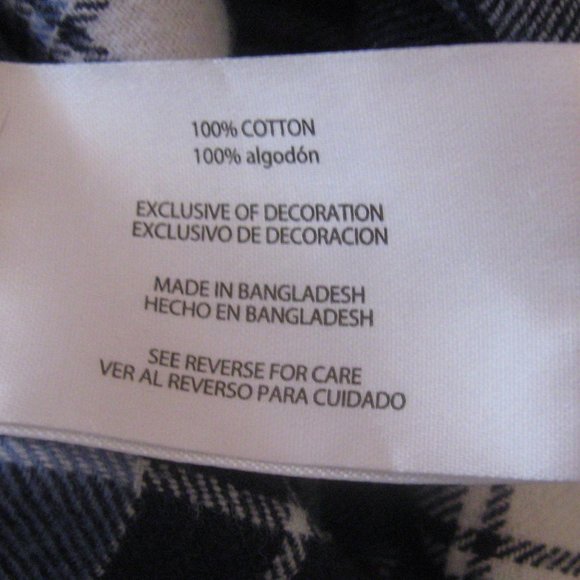 100% COTTON
100% algodón
EXCLUSIVE OF DECORATION
EXCLUSIVO DE DECORACION
MADE IN BANGLADESH
HECHO EN BANGLADESH
SEE REVERSE FOR CARE
VER AL REVERSO PARA CUIDADO